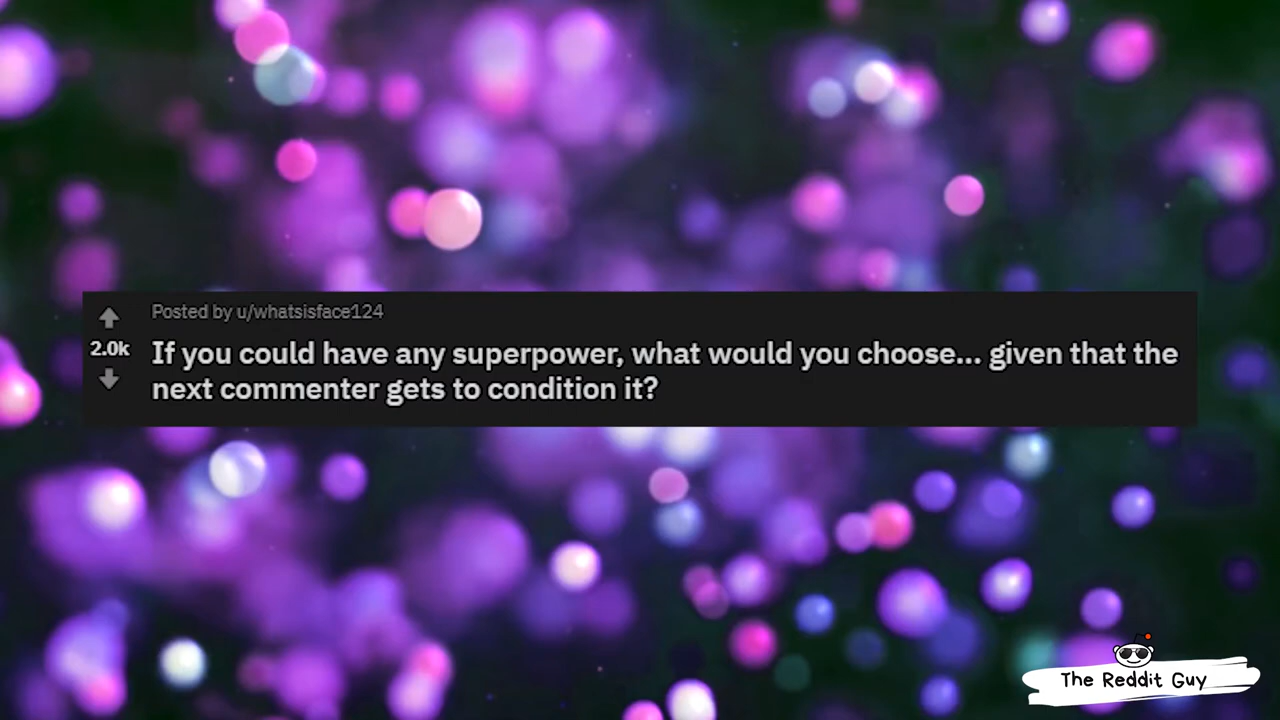 Posted by u/whatsisface124
2.0k
If you could have any superpower, what would you choose... given that the
next commenter gets to condition it?
The Reddit Guy